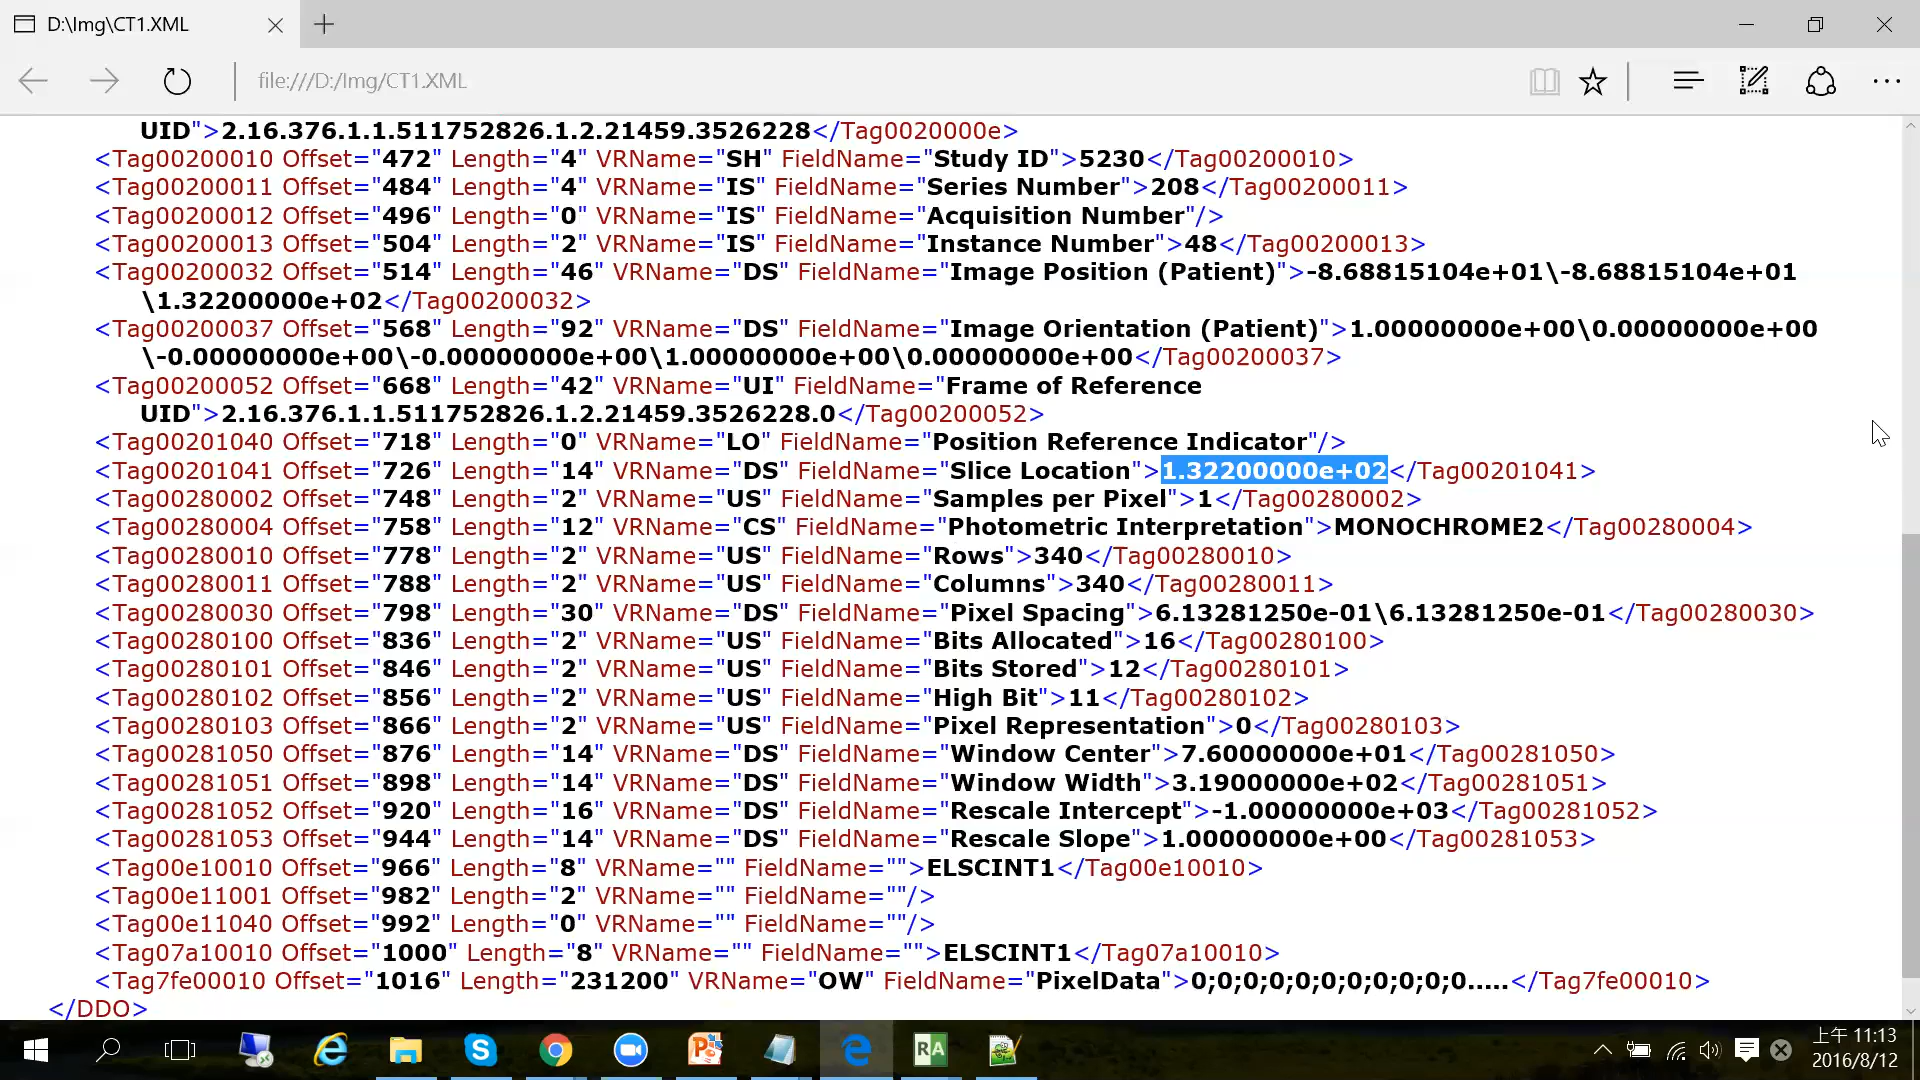 D:\Img\CT1.XML
file:///D:/Img/CT1.XML
UID">2.16.376.1.1.511752826.1.2.21459.3526228</Tag0020000e>
<Tag00200010 Offset="472" Length="4" VRName="SH" FieldName="Study ID">5230</Tag00200010>
<Tag00200011 Offset="484" Length="4" VRName="IS" FieldName="Series Number">208</Tag00200011>
<Tag00200012 Offset="496" Length="0" VRName="IS" FieldName="Acquisition Number"/>
<Tag00200013 Offset="504" Length="2" VRName="IS" FieldName="Instance Number">48</Tag00200013>
<Tag00200032 Offset="514" Length="46" VRName="DS" FieldName="Image Position (Patient)">-8.68815104e+01\-8.68815104e+01
\1.32200000e+02</Tag00200032>
<Tag00200037 Offset="568" Length="92" VRName="DS" FieldName="Image Orientation (Patient)">1.00000000e+00\0.00000000e+00
\-0.00000000e+00\-0.00000000e+00\1.00000000e+00\0.00000000e+00</Tag00200037>
<Tag00200052 Offset="668" Length="42" VRName="UI" FieldName="Frame of Reference
UID">2.16.376.1.1.511752826.1.2.21459.3526228.0</Tag00200052>
<Tag00201040 Offset="718" Length="0" VRName="LO" FieldName="Position Reference Indicator"/>
<Tag00201041 Offset="726" Length="14" VRName="DS" FieldName="Slice Location">1.32200000e+02</Tag00201041>
<Tag00280002 Offset="748" Length="2" VRName="US" FieldName="Samples per Pixel">1</Tag00280002>
<Tag00280004 Offset="758" Length="12" VRName="CS" FieldName="Photometric Interpretation">MONOCHROME2</Tag00280004>
<Tag00280010 Offset="778" Length="2" VRName="US" FieldName="Rows">340</Tag00280010>
<Tag00280011 Offset="788" Length="2" VRName="US" FieldName="Columns">340</Tag00280011>
<Tag00280030 Offset="798" Length="30" VRName="DS" FieldName="Pixel Spacing">6.13281250e-01\6.13281250e-01</Tag00280030>
<Tag00280100 Offset="836" Length="2" VRName="US" FieldName="Bits Allocated">16</Tag00280100>
<Tag00280101 Offset="846" Length="2" VRName="US" FieldName="Bits Stored">12</Tag00280101>
<Tag00280102 Offset="856" Length="2" VRName="US" FieldName="High Bit">11</Tag00280102>
<Tag00280103 Offset="866" Length="2" VRName="US" FieldName="Pixel Representation">0</Tag00280103>
<Tag00281050 Offset="876" Length="14" VRName="DS" FieldName="Window Center">7.60000000e+01</Tag00281050>
<Tag00281051 Offset="898" Length="14" VRName="DS" FieldName="Window Width">3.19000000e+02</Tag00281051>
<Tag00281052 Offset="920" Length="16" VRName="DS" FieldName="Rescale Intercept">-1.00000000e+03</Tag00281052>
<Tag00281053 Offset="944" Length="14" VRName="DS" FieldName="Rescale Slope">1.00000000e+00</Tag00281053>
<Tag00e10010 Offset="966" Length="8" VRName="" FieldName="">ELSCINT1</Tag00e10010>
<Tag00e11001 Offset="982" Length="2" VRName="" FieldName=""/>
<Tag00e11040 Offset="992" Length="0" VRName="" FieldName=""/>
<Tag07a10010 Offset="1000" Length="8" VRName="" FieldName="">ELSCINT1</Tag07a10010>
<Tag7fe00010 Offset="1016" Length="231200" VRName="OW" FieldName="PixelData">0;0;0;0;0;0;0;0;0;0;0.....</Tag7fe00010>
</DDO>
RA
上午 11:13
2016/8/12